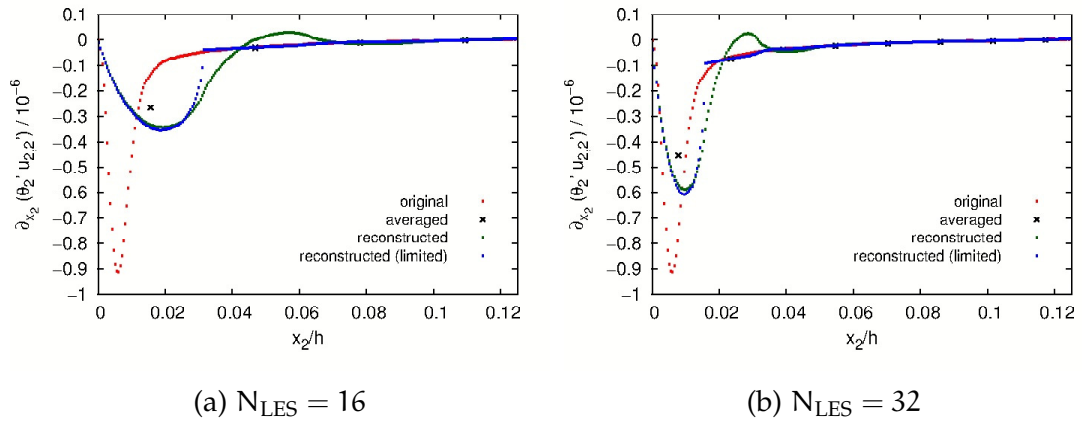 0.1
0
−0.1
−0.2
−0.3
−0.4
−0.5
0.6
−0.7
−0.8
−0.9
−1
0
0.02
0.04
0.06
0.08
0.1
0.12
∂x₂ (θ₂' u₂,₂') / 10⁻⁶
x₂/h
original
averaged
reconstructed
reconstructed (limited)
(a) N_LES = 16
0.1
0
−0.1
−0.2
−0.3
−0.4
−0.5
0.6
−0.7
−0.8
−0.9
−1
0
0.02
0.04
0.06
0.08
0.1
0.12
∂x₂ (θ₂' u₂,₂') / 10⁻⁶
x₂/h
original
averaged
reconstructed
reconstructed (limited)
(b) N_LES = 32